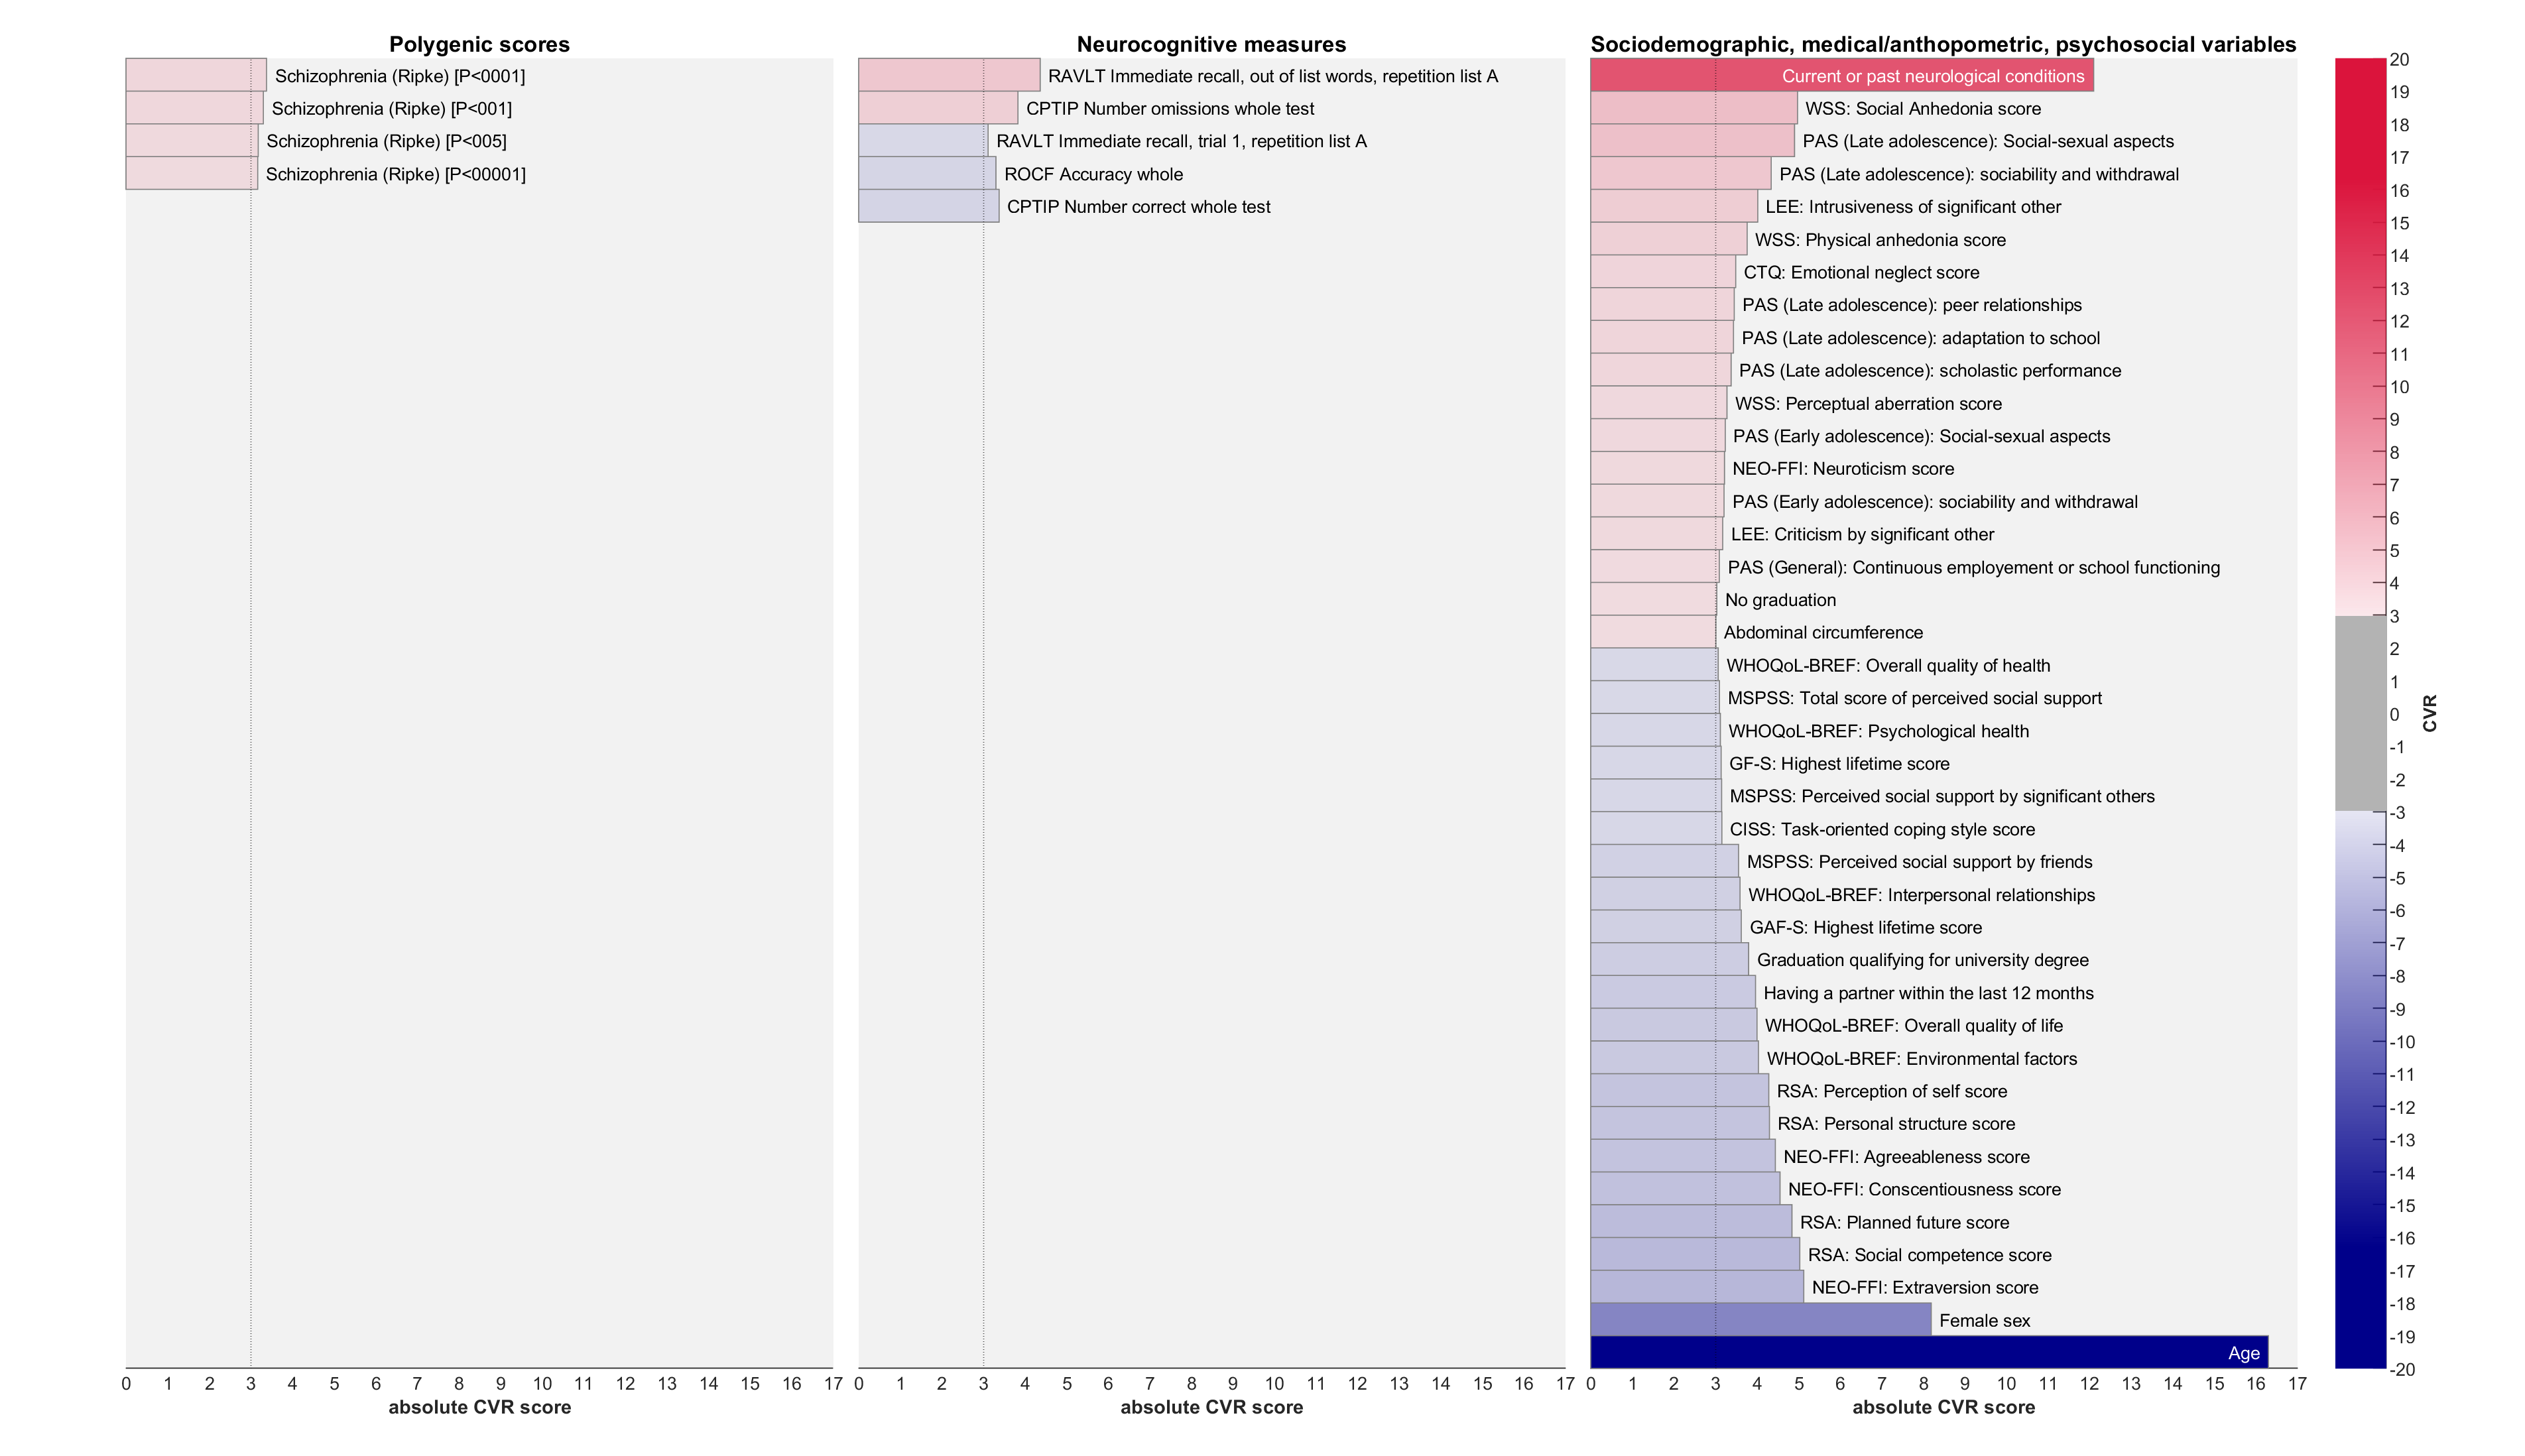 Polygenic scores
Schizophrenia (Ripke) [P<0001]
Schizophrenia (Ripke) [P<001]
Schizophrenia (Ripke) [P<005]
Schizophrenia (Ripke) [P<00001]
0 1 2 3 4 5 6 7 8 9 10 11 12 13 14 15 16 17
absolute CVR score
Neurocognitive measures
RAVLT Immediate recall, out of list words, repetition list A
CPTIP Number omissions whole test
RAVLT Immediate recall, trial 1, repetition list A
ROCF Accuracy whole
CPTIP Number correct whole test
0 1 2 3 4 5 6 7 8 9 10 11 12 13 14 15 16 17
absolute CVR score
Sociodemographic, medical/anthopometric, psychosocial variables
Current or past neurological conditions
WSS: Social Anhedonia score
PAS (Late adolescence): Social-sexual aspects
PAS (Late adolescence): sociability and withdrawal
LEE: Intrusiveness of significant other
WSS: Physical anhedonia score
CTQ: Emotional neglect score
PAS (Late adolescence): peer relationships
PAS (Late adolescence): adaptation to school
PAS (Late adolescence): scholastic performance
WSS: Perceptual aberration score
PAS (Early adolescence): Social-sexual aspects
NEO-FFI: Neuroticism score
PAS (Early adolescence): sociability and withdrawal
LEE: Criticism by significant other
PAS (General): Continuous employement or school functioning
No graduation
Abdominal circumference
WHOQoL-BREF: Overall quality of health
MSPSS: Total score of perceived social support
WHOQoL-BREF: Psychological health
GF-S: Highest lifetime score
MSPSS: Perceived social support by significant others
CISS: Task-oriented coping style score
MSPSS: Perceived social support by friends
WHOQoL-BREF: Interpersonal relationships
GAF-S: Highest lifetime score
Graduation qualifying for university degree
Having a partner within the last 12 months
WHOQoL-BREF: Overall quality of life
WHOQoL-BREF: Environmental factors
RSA: Perception of self score
RSA: Personal structure score
NEO-FFI: Agreeableness score
NEO-FFI: Conscentiousness score
RSA: Planned future score
RSA: Social competence score
NEO-FFI: Extraversion score
Female sex
Age
0 1 2 3 4 5 6 7 8 9 10 11 12 13 14 15 16 17
absolute CVR score
20
19
18
17
16
15
14
13
12
11
10
9
8
7
6
5
4
3
2
1
0
-1
-2
-3
-4
-5
-6
-7
-8
-9
-10
-11
-12
-13
-14
-15
-16
-17
-18
-19
-20
CVR